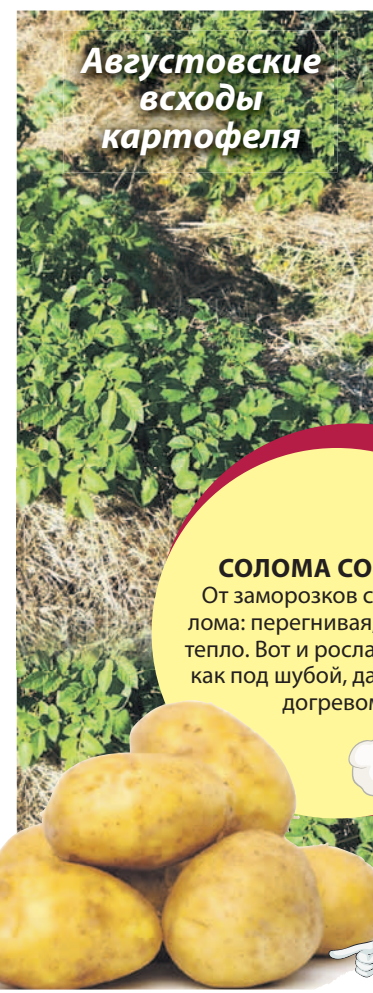 Августовские
всходы
картофеля
СОЛОМА СО
От заморозков с
лома: перегнивая,
тепло. Вот и росла
как под шубой, да
догревом